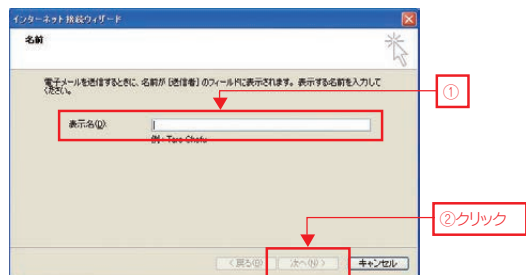 インターネット接続ウィザード
名前
電子メールを送信するときに、名前が [送信者] のフィールドに表示されます。表示する名前を入力して
ください。
①
表示名(D):
例 : Taro Chofu
②クリック
< 戻る(B)
次へ(N) >
キャンセル